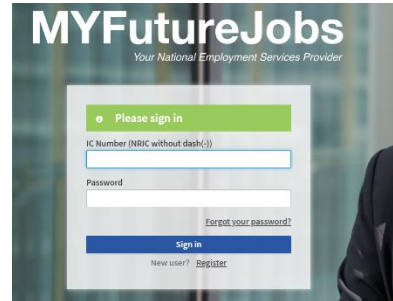 MYFutureJobs
Your National Employment Services Provider
Please sign in
IC Number (NRIC without dash(-))
Password
Forgot your password?
Sign in
New user? Register